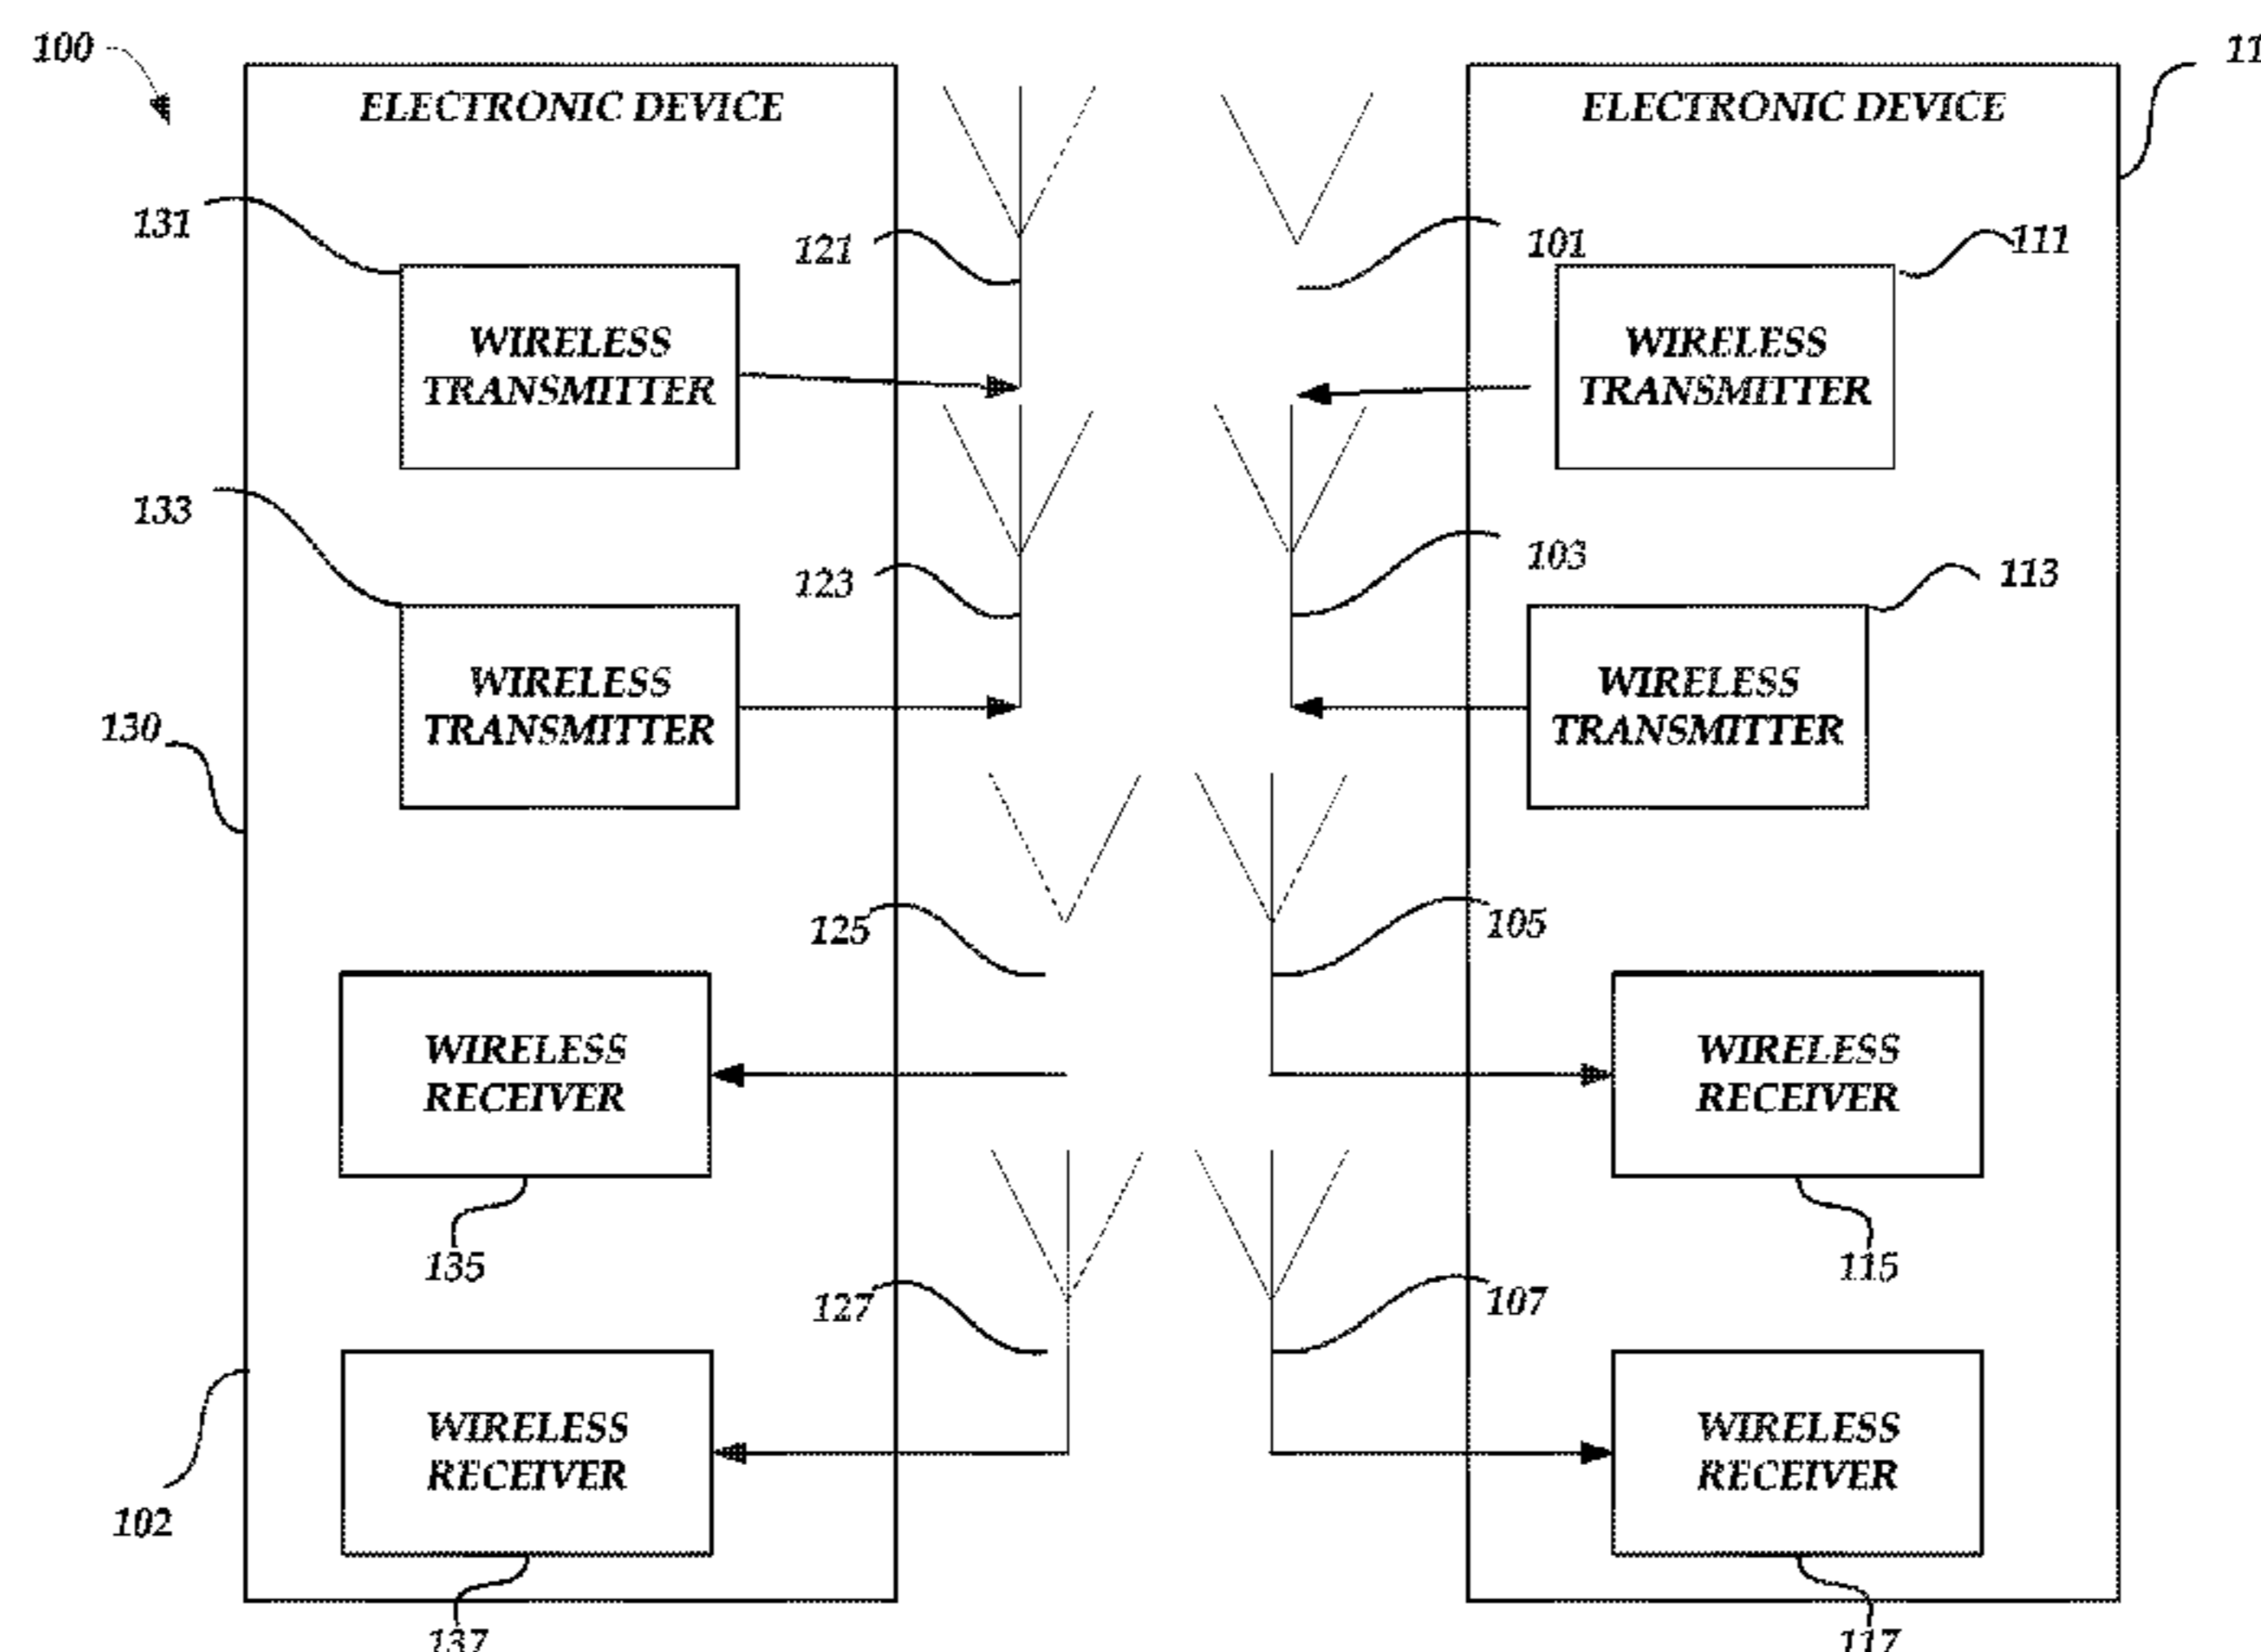 100
ELECTRONIC DEVICE
ELECTRONIC DEVICE
131
121
101
111
WIRELESS
TRANSMITTER
WIRELESS
TRANSMITTER
133
123
103
113
WIRELESS
TRANSMITTER
WIRELESS
TRANSMITTER
130
125
105
WIRELESS
RECEIVER
WIRELESS
RECEIVER
135
115
127
107
WIRELESS
RECEIVER
WIRELESS
RECEIVER
102
137
117